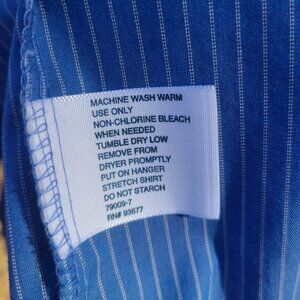 MACHINE WASH WARM
USE ONLY
NON-CHLORINE BLEACH
WHEN NEEDED
TUMBLE DRY LOW
REMOVE FROM
DRYER PROMPTLY
PUT ON HANGER
STRETCH SHIRT
DO NOT STARCH
79009-7
RN# 93677